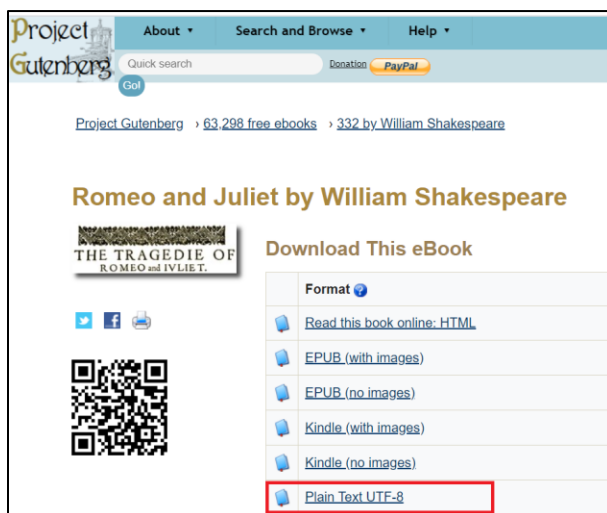 Project
Gutenberg
About ▾
Search and Browse ▾
Help ▾
Quick search
Donation
PayPal
Go!
Project Gutenberg › 63,298 free ebooks › 332 by William Shakespeare
Romeo and Juliet by William Shakespeare
THE TRAGEDIE OF
ROMEO and IVLIET.
Download This eBook
Format ?
Read this book online: HTML
EPUB (with images)
EPUB (no images)
Kindle (with images)
Kindle (no images)
Plain Text UTF-8